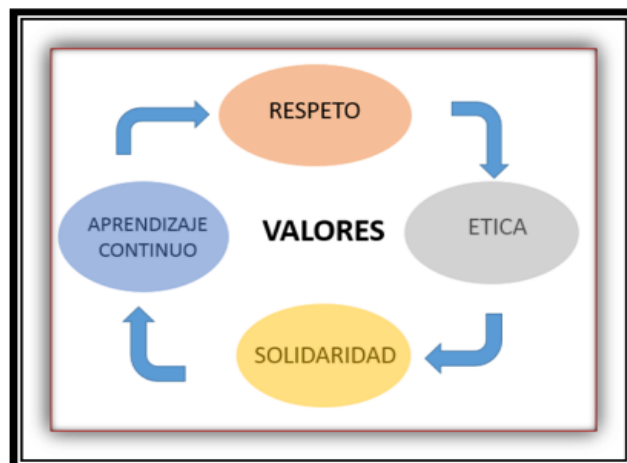 RESPETO
ETICA
SOLIDARIDAD
APRENDIZAJE
CONTINUO
VALORES